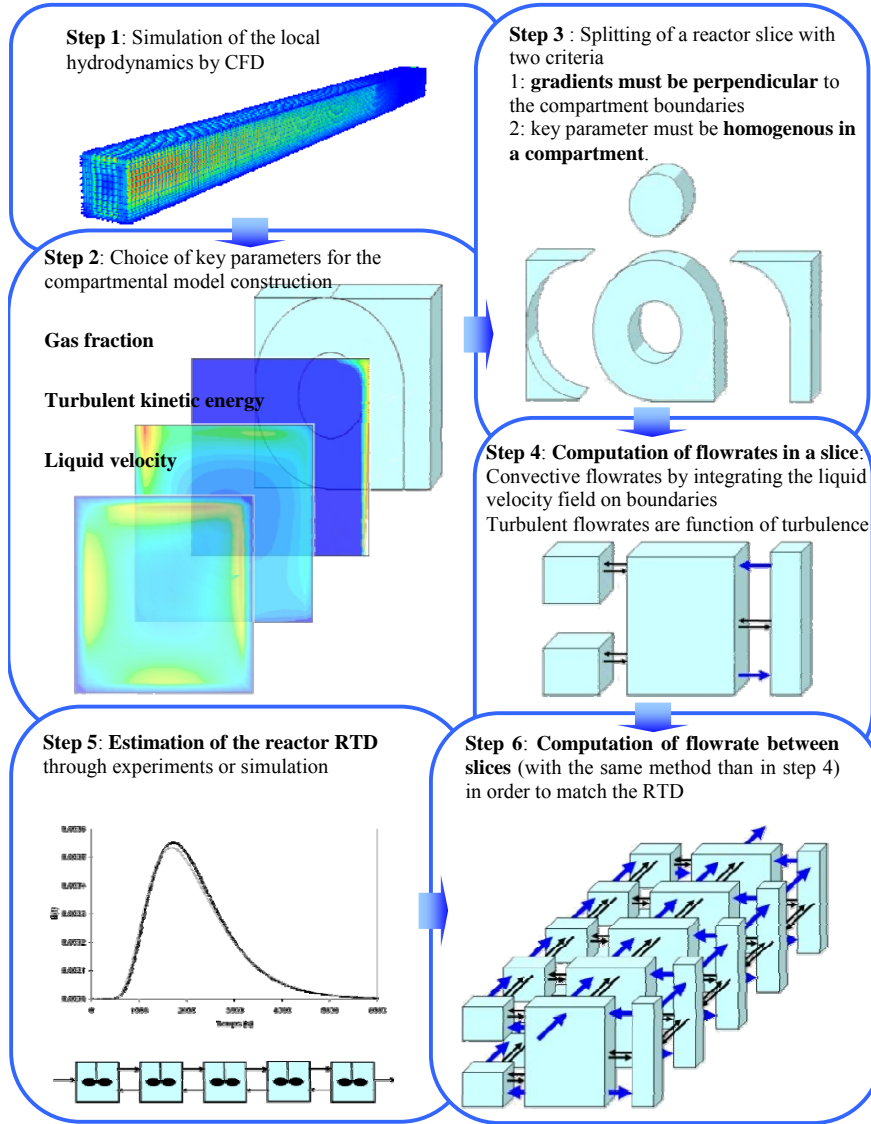 Step 1: Simulation of the local
hydrodynamics by CFD
Step 2: Choice of key parameters for the
compartmental model construction
Gas fraction
Turbulent kinetic energy
Liquid velocity
Step 3 : Splitting of a reactor slice with
two criteria
1: gradients must be perpendicular to
the compartment boundaries
2: key parameter must be homogenous in
a compartment.
Step 4: Computation of flowrates in a slice:
Convective flowrates by integrating the liquid
velocity field on boundaries
Turbulent flowrates are function of turbulence
Step 5: Estimation of the reactor RTD
through experiments or simulation
0
Step 6: Computation of flowrate between
slices (with the same method than in step 4)
in order to match the RTD